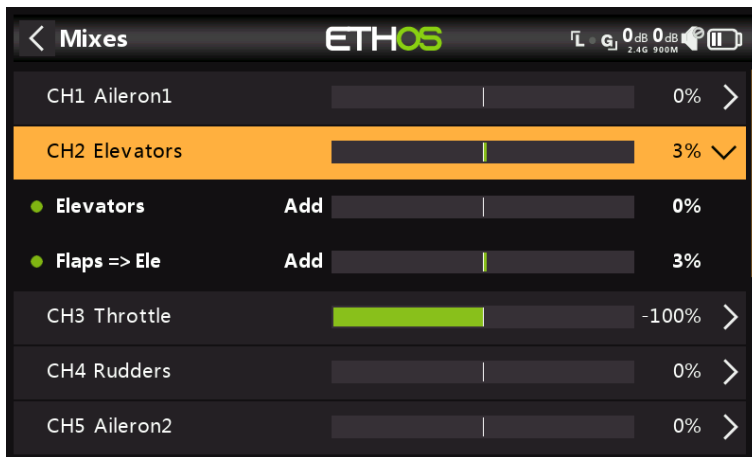 Mixes ETHOS L G 0dB 0dB
2.4G 900M
CH1 Aileron1 0%
CH2 Elevators 3%
Elevators Add 0%
Flaps => Ele Add 3%
CH3 Throttle -100%
CH4 Rudders 0%
CH5 Aileron2 0%